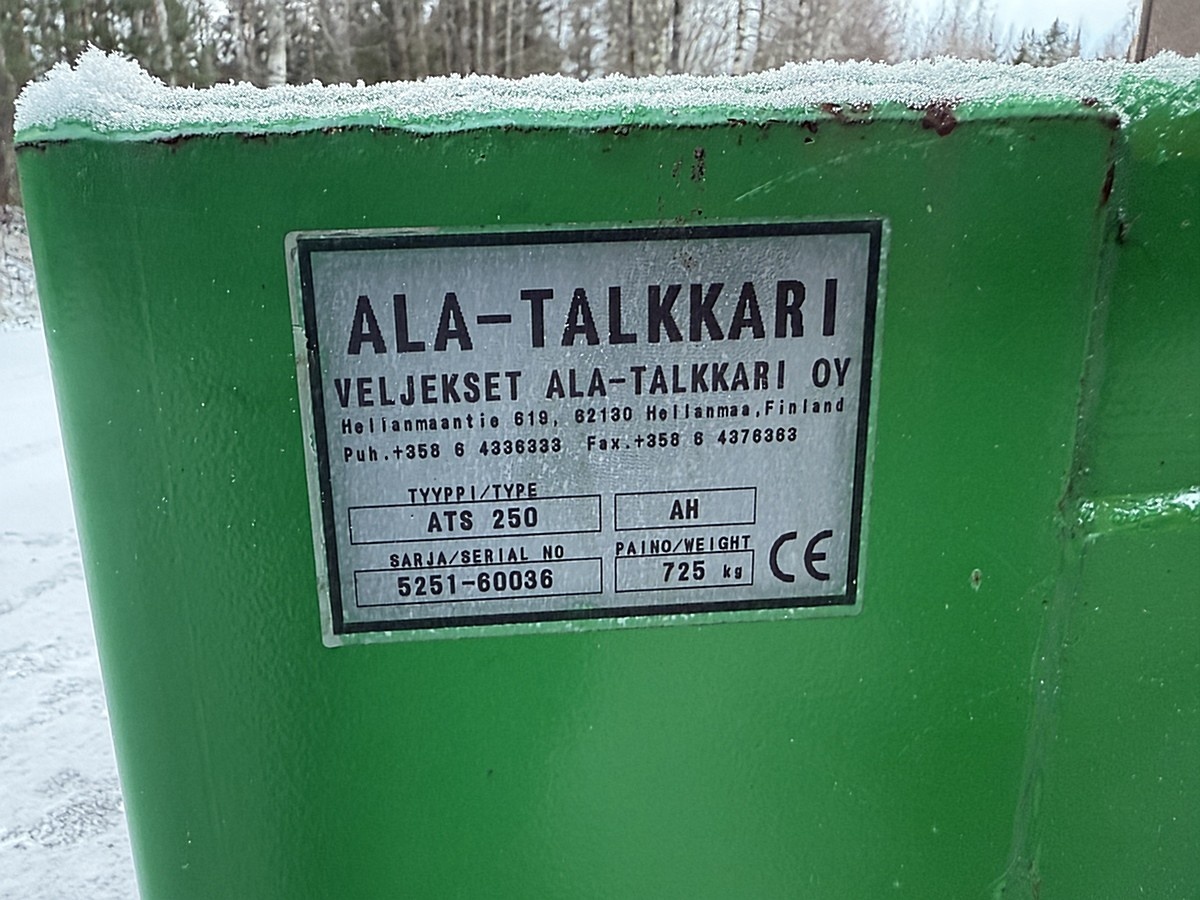 ALA-TALKKARI
VELJEKSET ALA-TALKKARI OY
Hellanmaantie 619, 62130 Hellanmaa, Finland
Puh.+358 6 4336333 Fax.+358 6 4376363
TYYPPI/TYPE
ATS 250 AH
SARJA/SERIAL NO PAINO/WEIGHT
5251-60036 725 kg CE